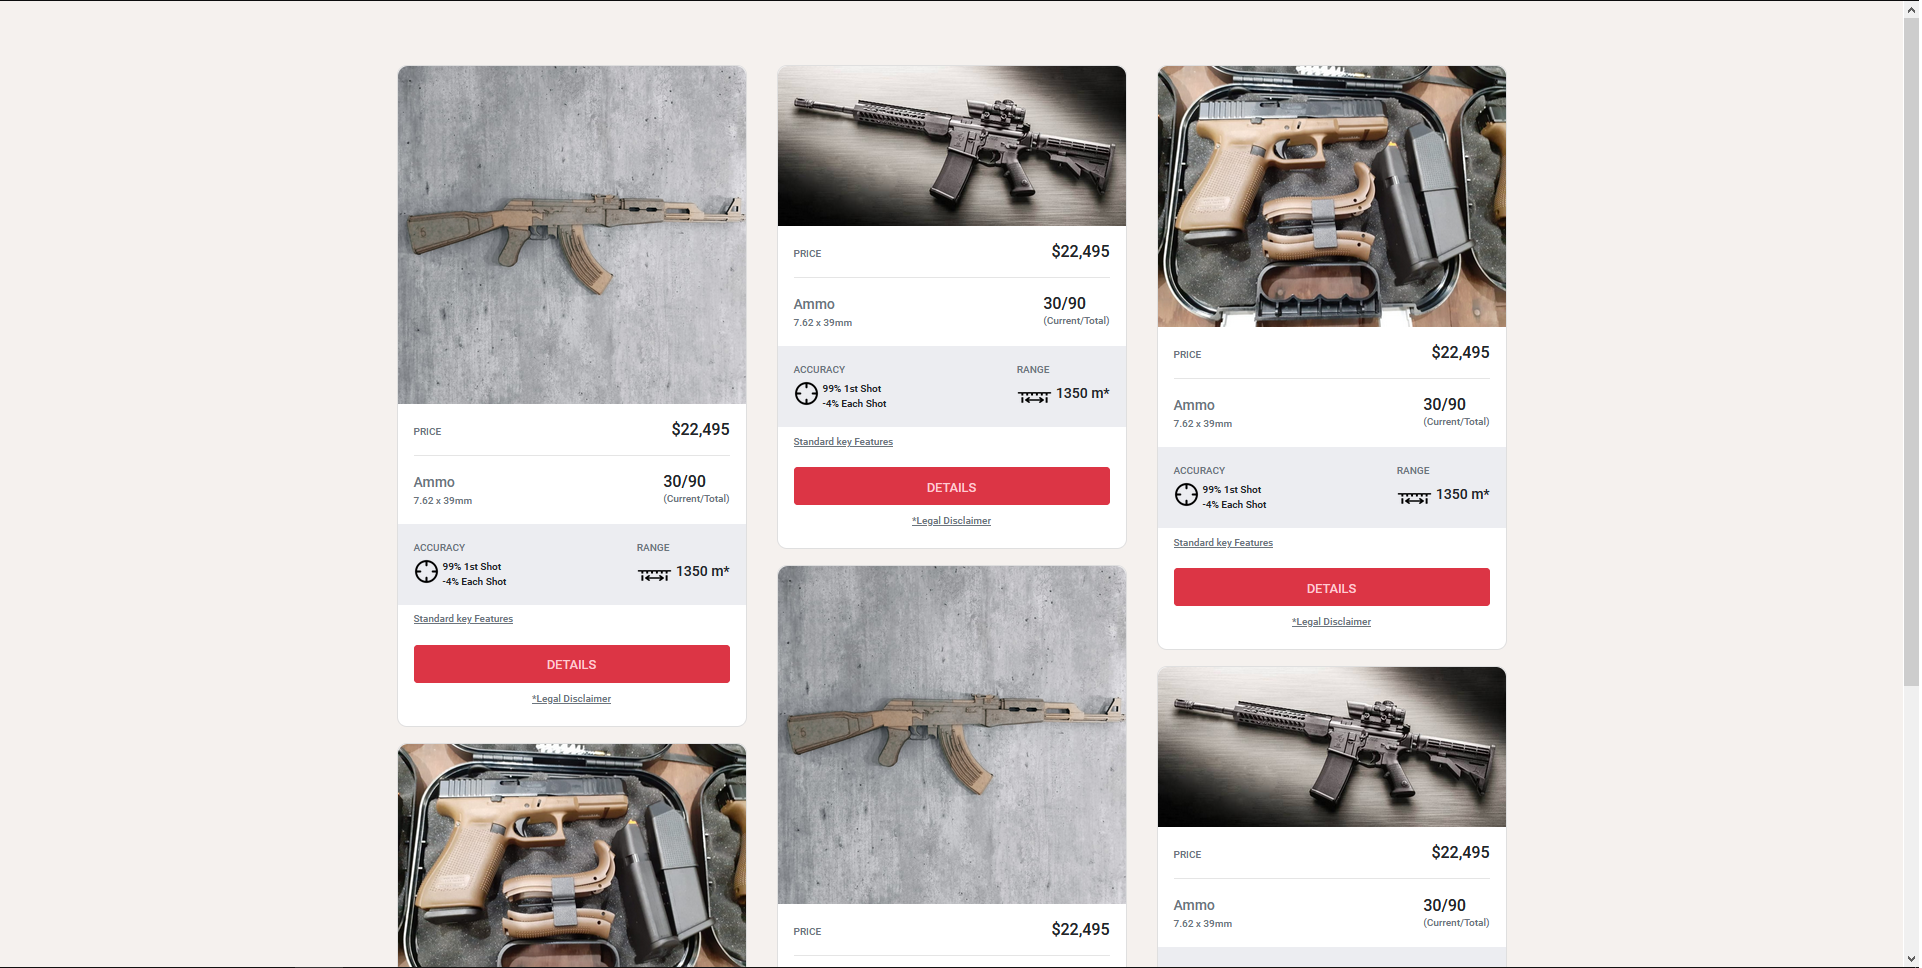 PRICE $22,495
Ammo 30/90
7.62 x 39mm (Current/Total)
ACCURACY RANGE
99% 1st Shot
-4% Each Shot
1350 m*
Standard key Features
DETAILS
*Legal Disclaimer
PRICE $22,495
Ammo 30/90
7.62 x 39mm (Current/Total)
ACCURACY RANGE
99% 1st Shot
-4% Each Shot
1350 m*
Standard key Features
DETAILS
*Legal Disclaimer
5
PRICE $22,495
PRICE $22,495
Ammo 30/90
7.62 x 39mm (Current/Total)
ACCURACY RANGE
99% 1st Shot
-4% Each Shot
1350 m*
Standard key Features
DETAILS
*Legal Disclaimer
PRICE $22,495
Ammo 30/90
7.62 x 39mm (Current/Total)